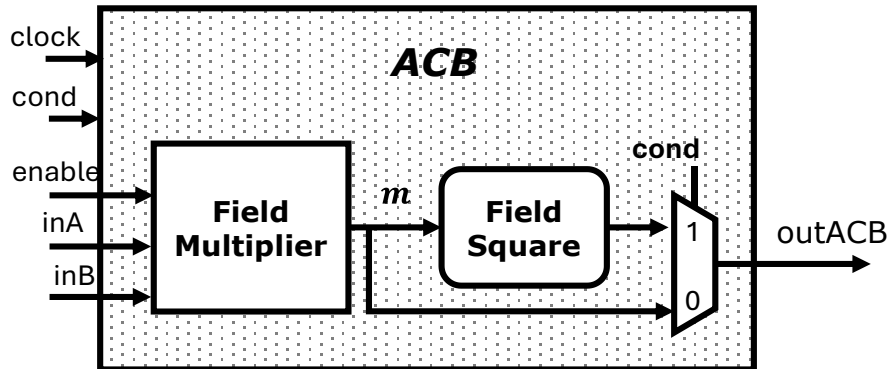 clock
ACB
cond
cond
enable
m
Field
Multiplier
Field
Square
inA
1
outACB
inB
0